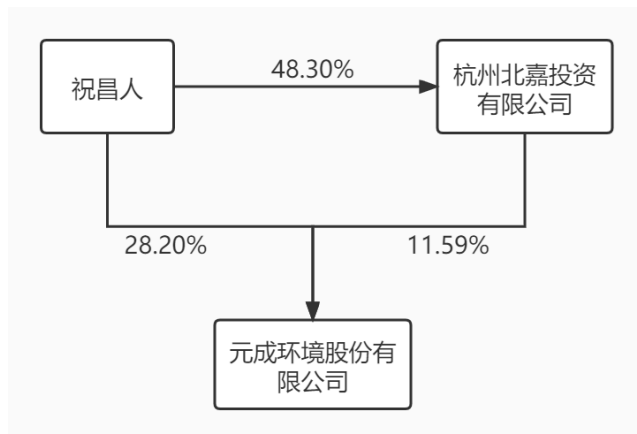 祝昌人
48.30%
杭州北嘉投资
有限公司
28.20%
11.59%
元成环境股份有
限公司